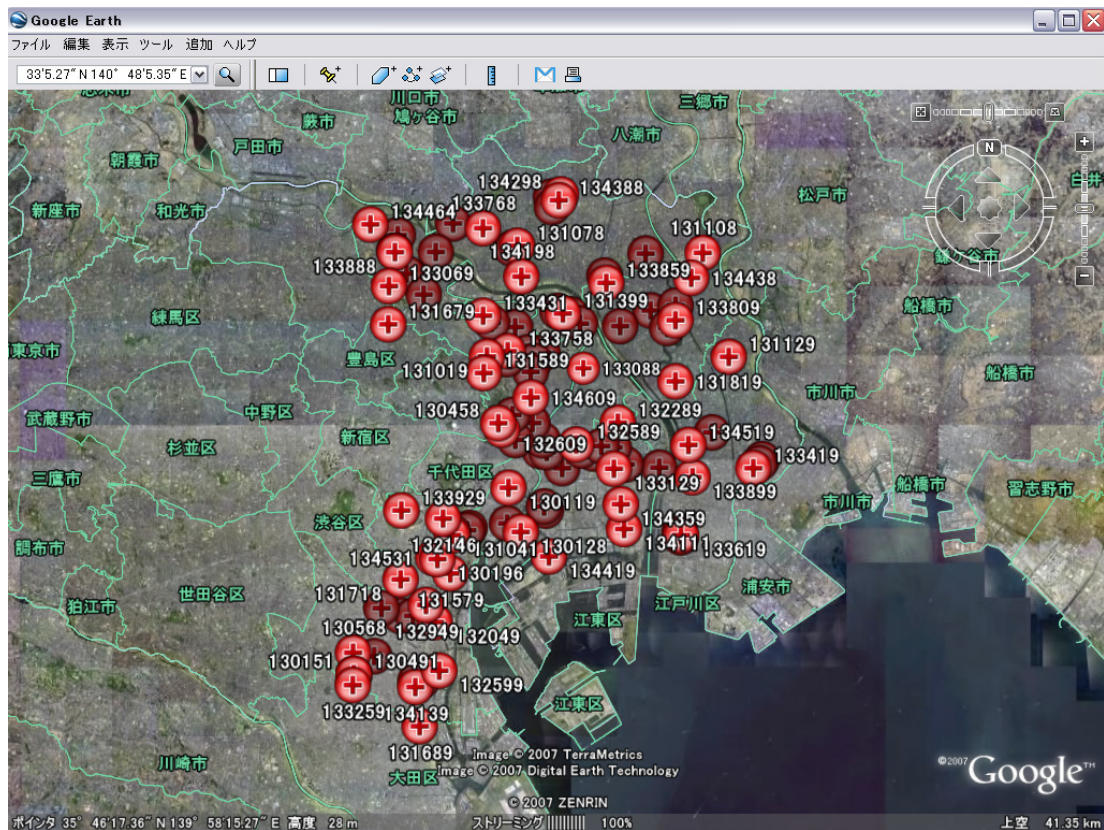 Google Earth
ファイル 編集 表示 ツール 追加 ヘルプ
33'5.27"N 140° 48'5.35"E
川口市
三郷市
蕨市
鳩ヶ谷市
八潮市
戸田市
朝霞市
松戸市
新座市
和光市
134298
134388
133768
134464
131078
131108
134198
133888
133069
133859
134438
鎌ケ谷市
131679
133431
131399
133809
船橋市
練馬区
133758
東京市
豊島区
131589
131129
131019
133088
131819
船橋市
134609
市川市
武蔵野市
中野区
130458
132289
新宿区
132589
134519
杉並区
132609
133419
三鷹市
千代田区
133129
133899
船橋市
習志野市
133929
130119
市川市
渋谷区
134359
調布市
132146
131041
130128
134111
133619
134531
130196
134419
浦安市
131718
131579
狛江市
世田谷区
江戸川区
江東区
130568
132949
132049
130151
130491
132599
江東区
133259
134139
131689
川崎市
大田区
Image © 2007 TerraMetrics
Image © 2007 Digital Earth Technology
©2007 Google™
© 2007 ZENRIN
ポインタ 35° 46'17.36"N 139° 58'15.27"E 高度 28 m ストリーミング |||||||||| 100% 上空 41.35 km